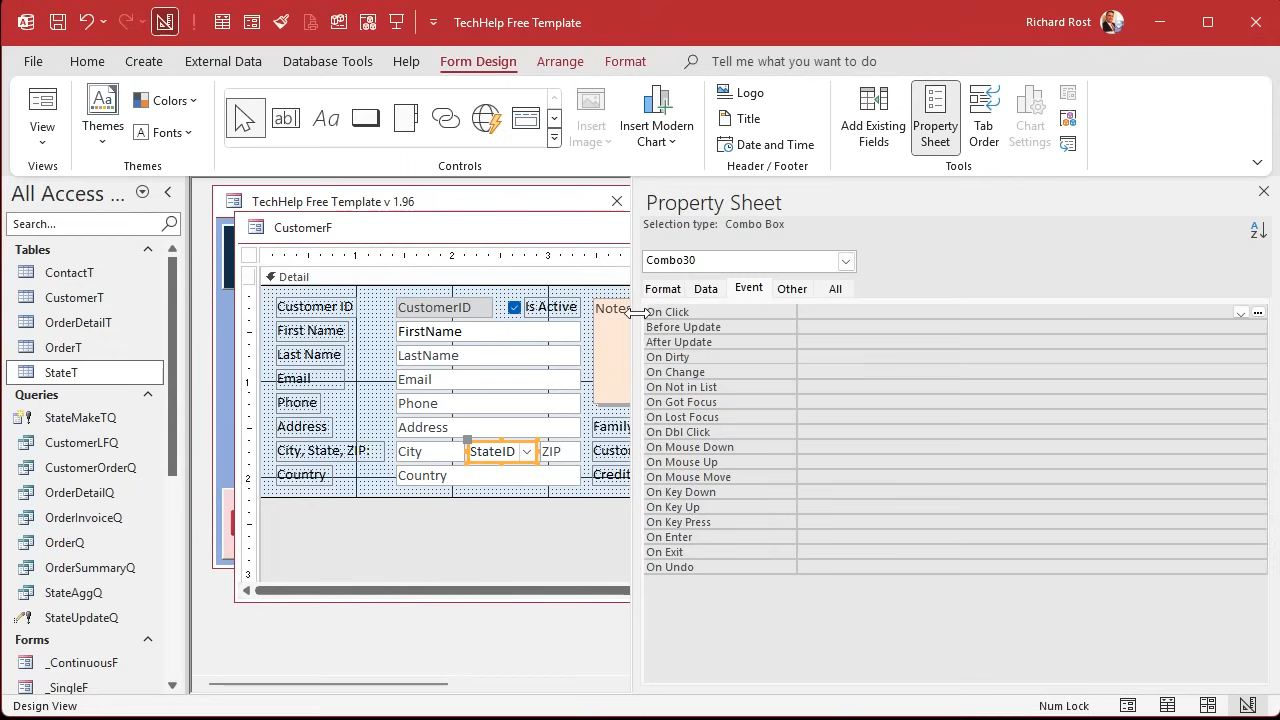 TechHelp Free Template
Richard Rost
File Home Create External Data Database Tools Help Form Design Arrange Format Tell me what you want to do
View
Views
Themes
Colors
Fonts
Themes
ab|
Aa
Controls
Insert Image
Insert Modern Chart
Logo
Title
Date and Time
Header / Footer
Add Existing Fields
Property Sheet
Tab Order
Chart Settings
Tools
All Access ...
Search...
Tables
ContactT
CustomerT
OrderDetailT
OrderT
StateT
Queries
StateMakeTQ
CustomerLFQ
CustomerOrderQ
OrderDetailQ
OrderInvoiceQ
OrderQ
OrderSummaryQ
StateAggQ
StateUpdateQ
Forms
_ContinuousF
_SingleF
TechHelp Free Template v 1.96
CustomerF
1 2 3
Detail
Customer ID CustomerID Is Active Notes
First Name FirstName
Last Name LastName
1
Email Email
Phone Phone
Address Address Family
City, State, ZIP: City StateID ZIP Custo
2
Country Country Credit
3
Property Sheet
Selection type: Combo Box
Combo30
Format Data Event Other All
On Click
Before Update
After Update
On Dirty
On Change
On Not in List
On Got Focus
On Lost Focus
On Dbl Click
On Mouse Down
On Mouse Up
On Mouse Move
On Key Down
On Key Up
On Key Press
On Enter
On Exit
On Undo
Design View
Num Lock